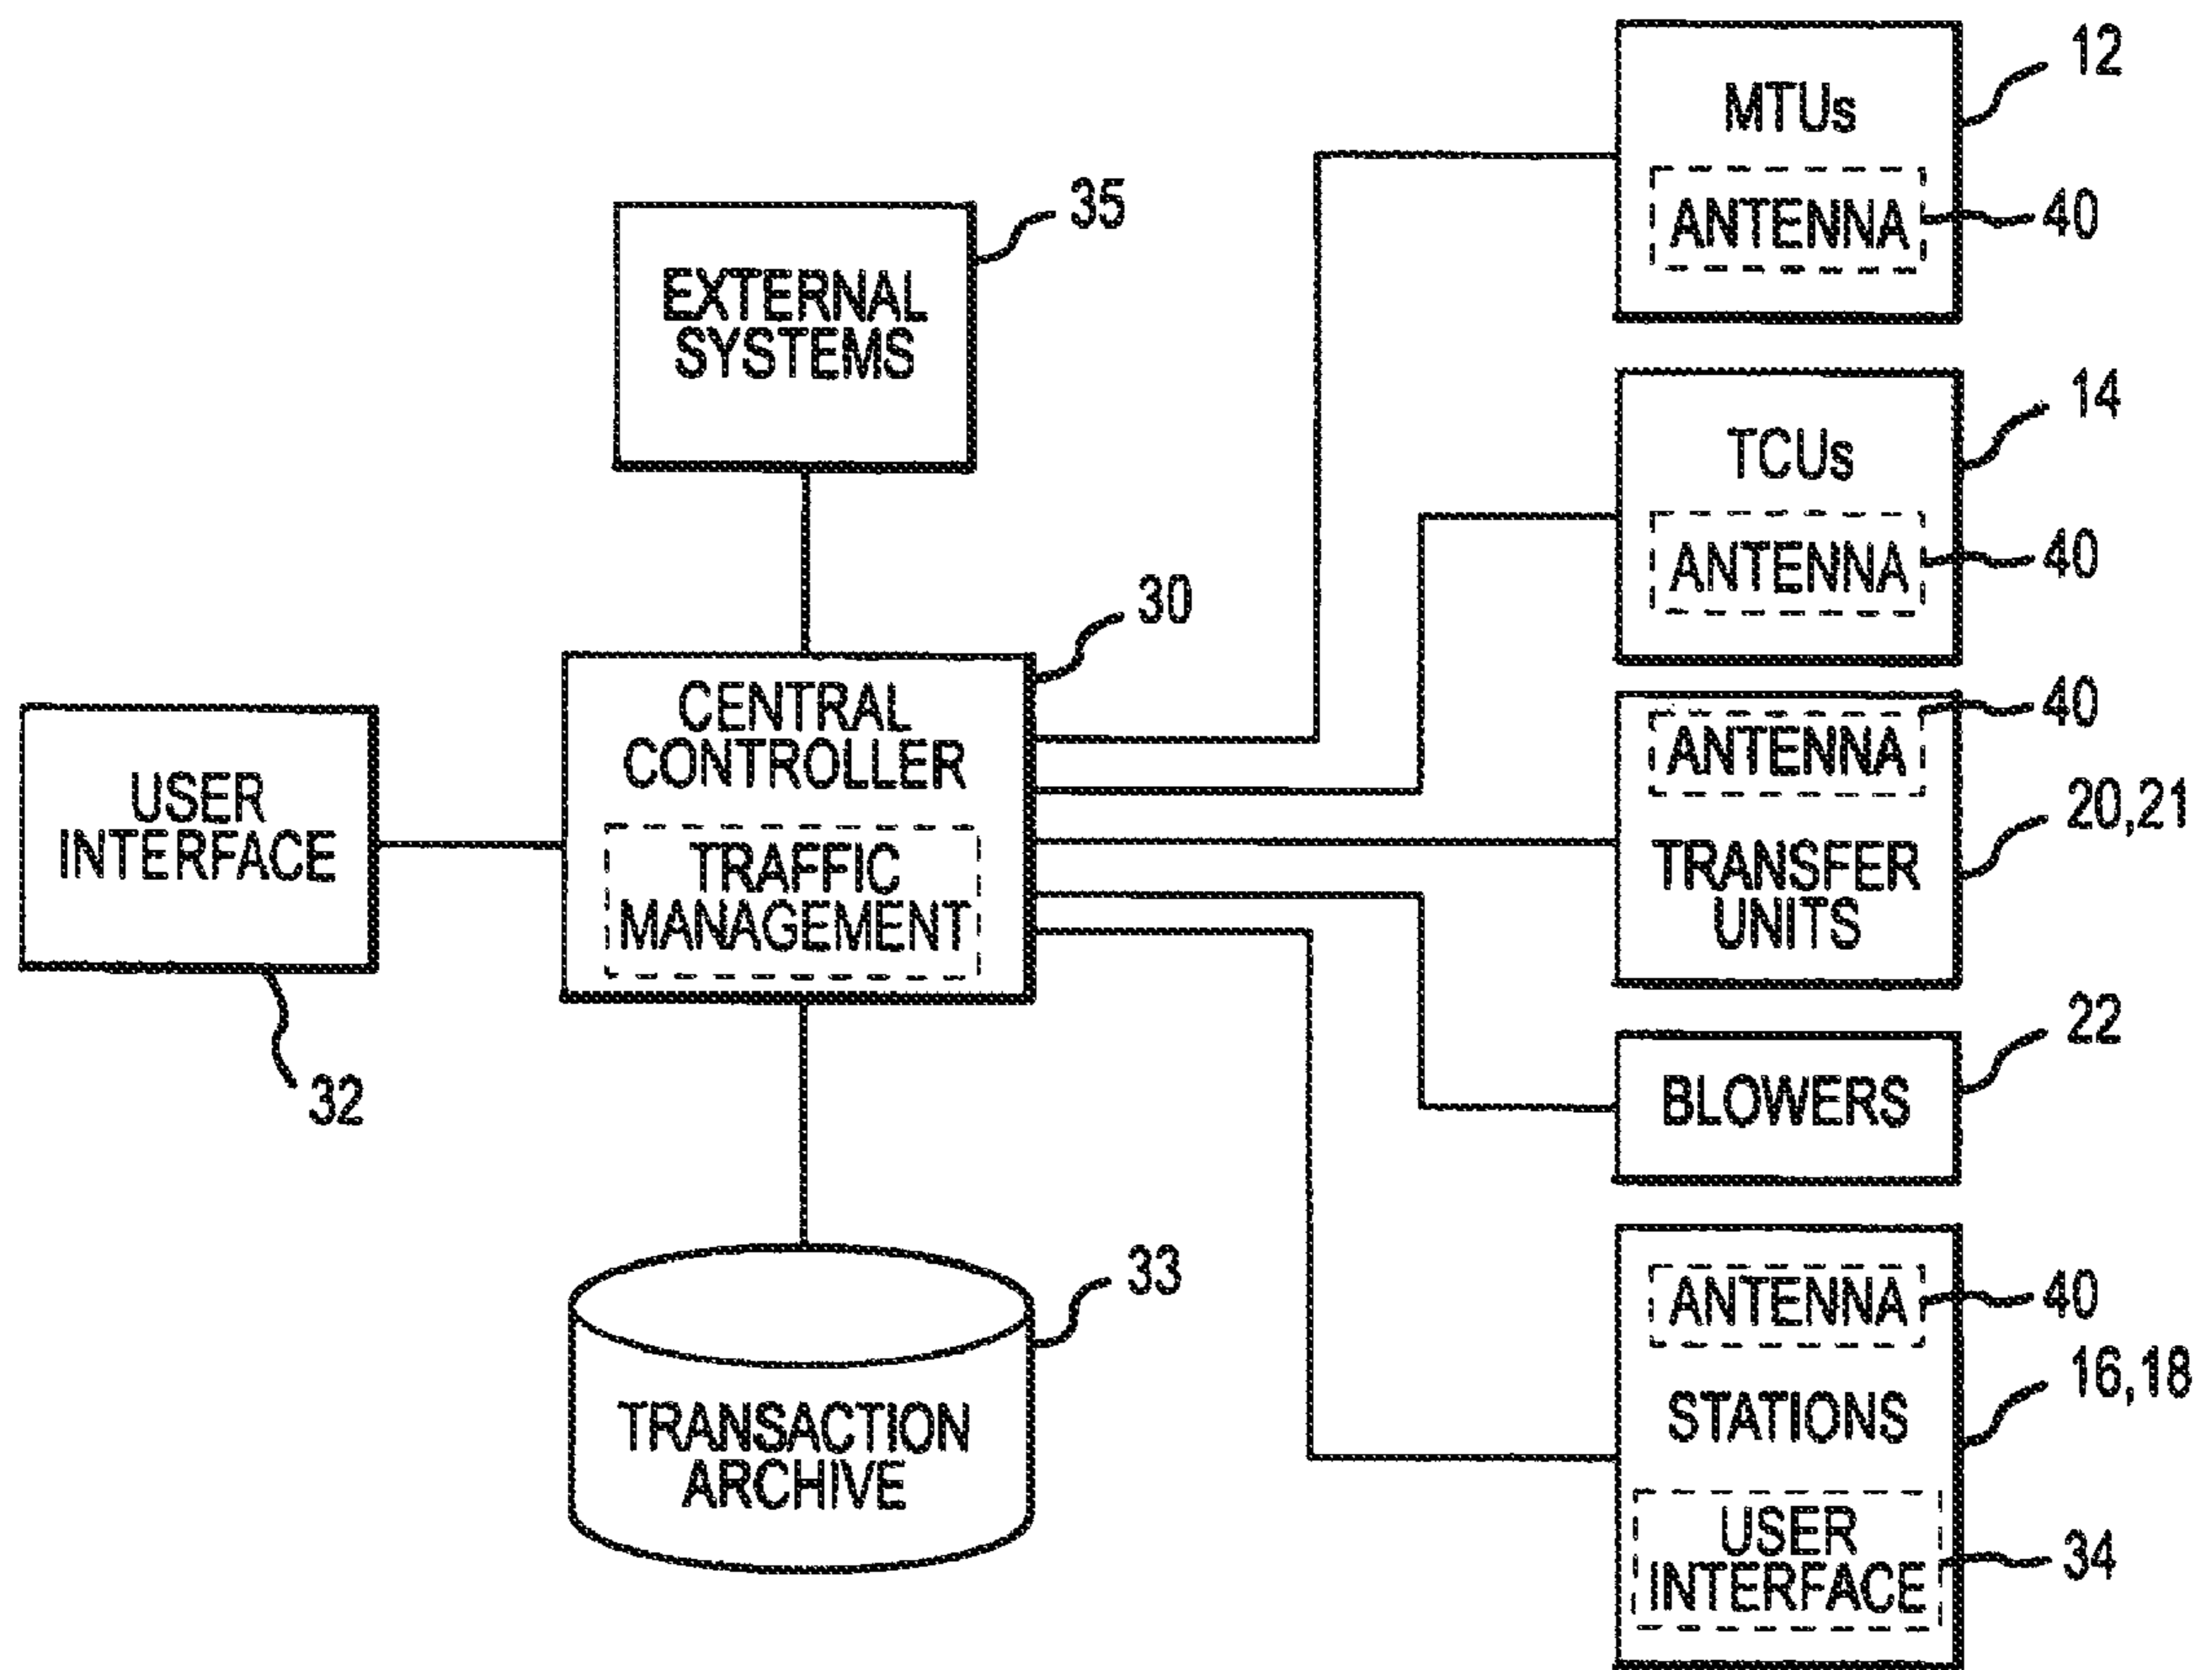 12
MTUs
ANTENNA
40
35
EXTERNAL
SYSTEMS
14
TCUs
ANTENNA
40
30
CENTRAL
CONTROLLER
TRAFFIC
MANAGEMENT
USER
INTERFACE
32
40
ANTENNA
20,21
TRANSFER
UNITS
22
BLOWERS
33
TRANSACTION
ARCHIVE
ANTENNA
40
16,18
STATIONS
USER
INTERFACE
34